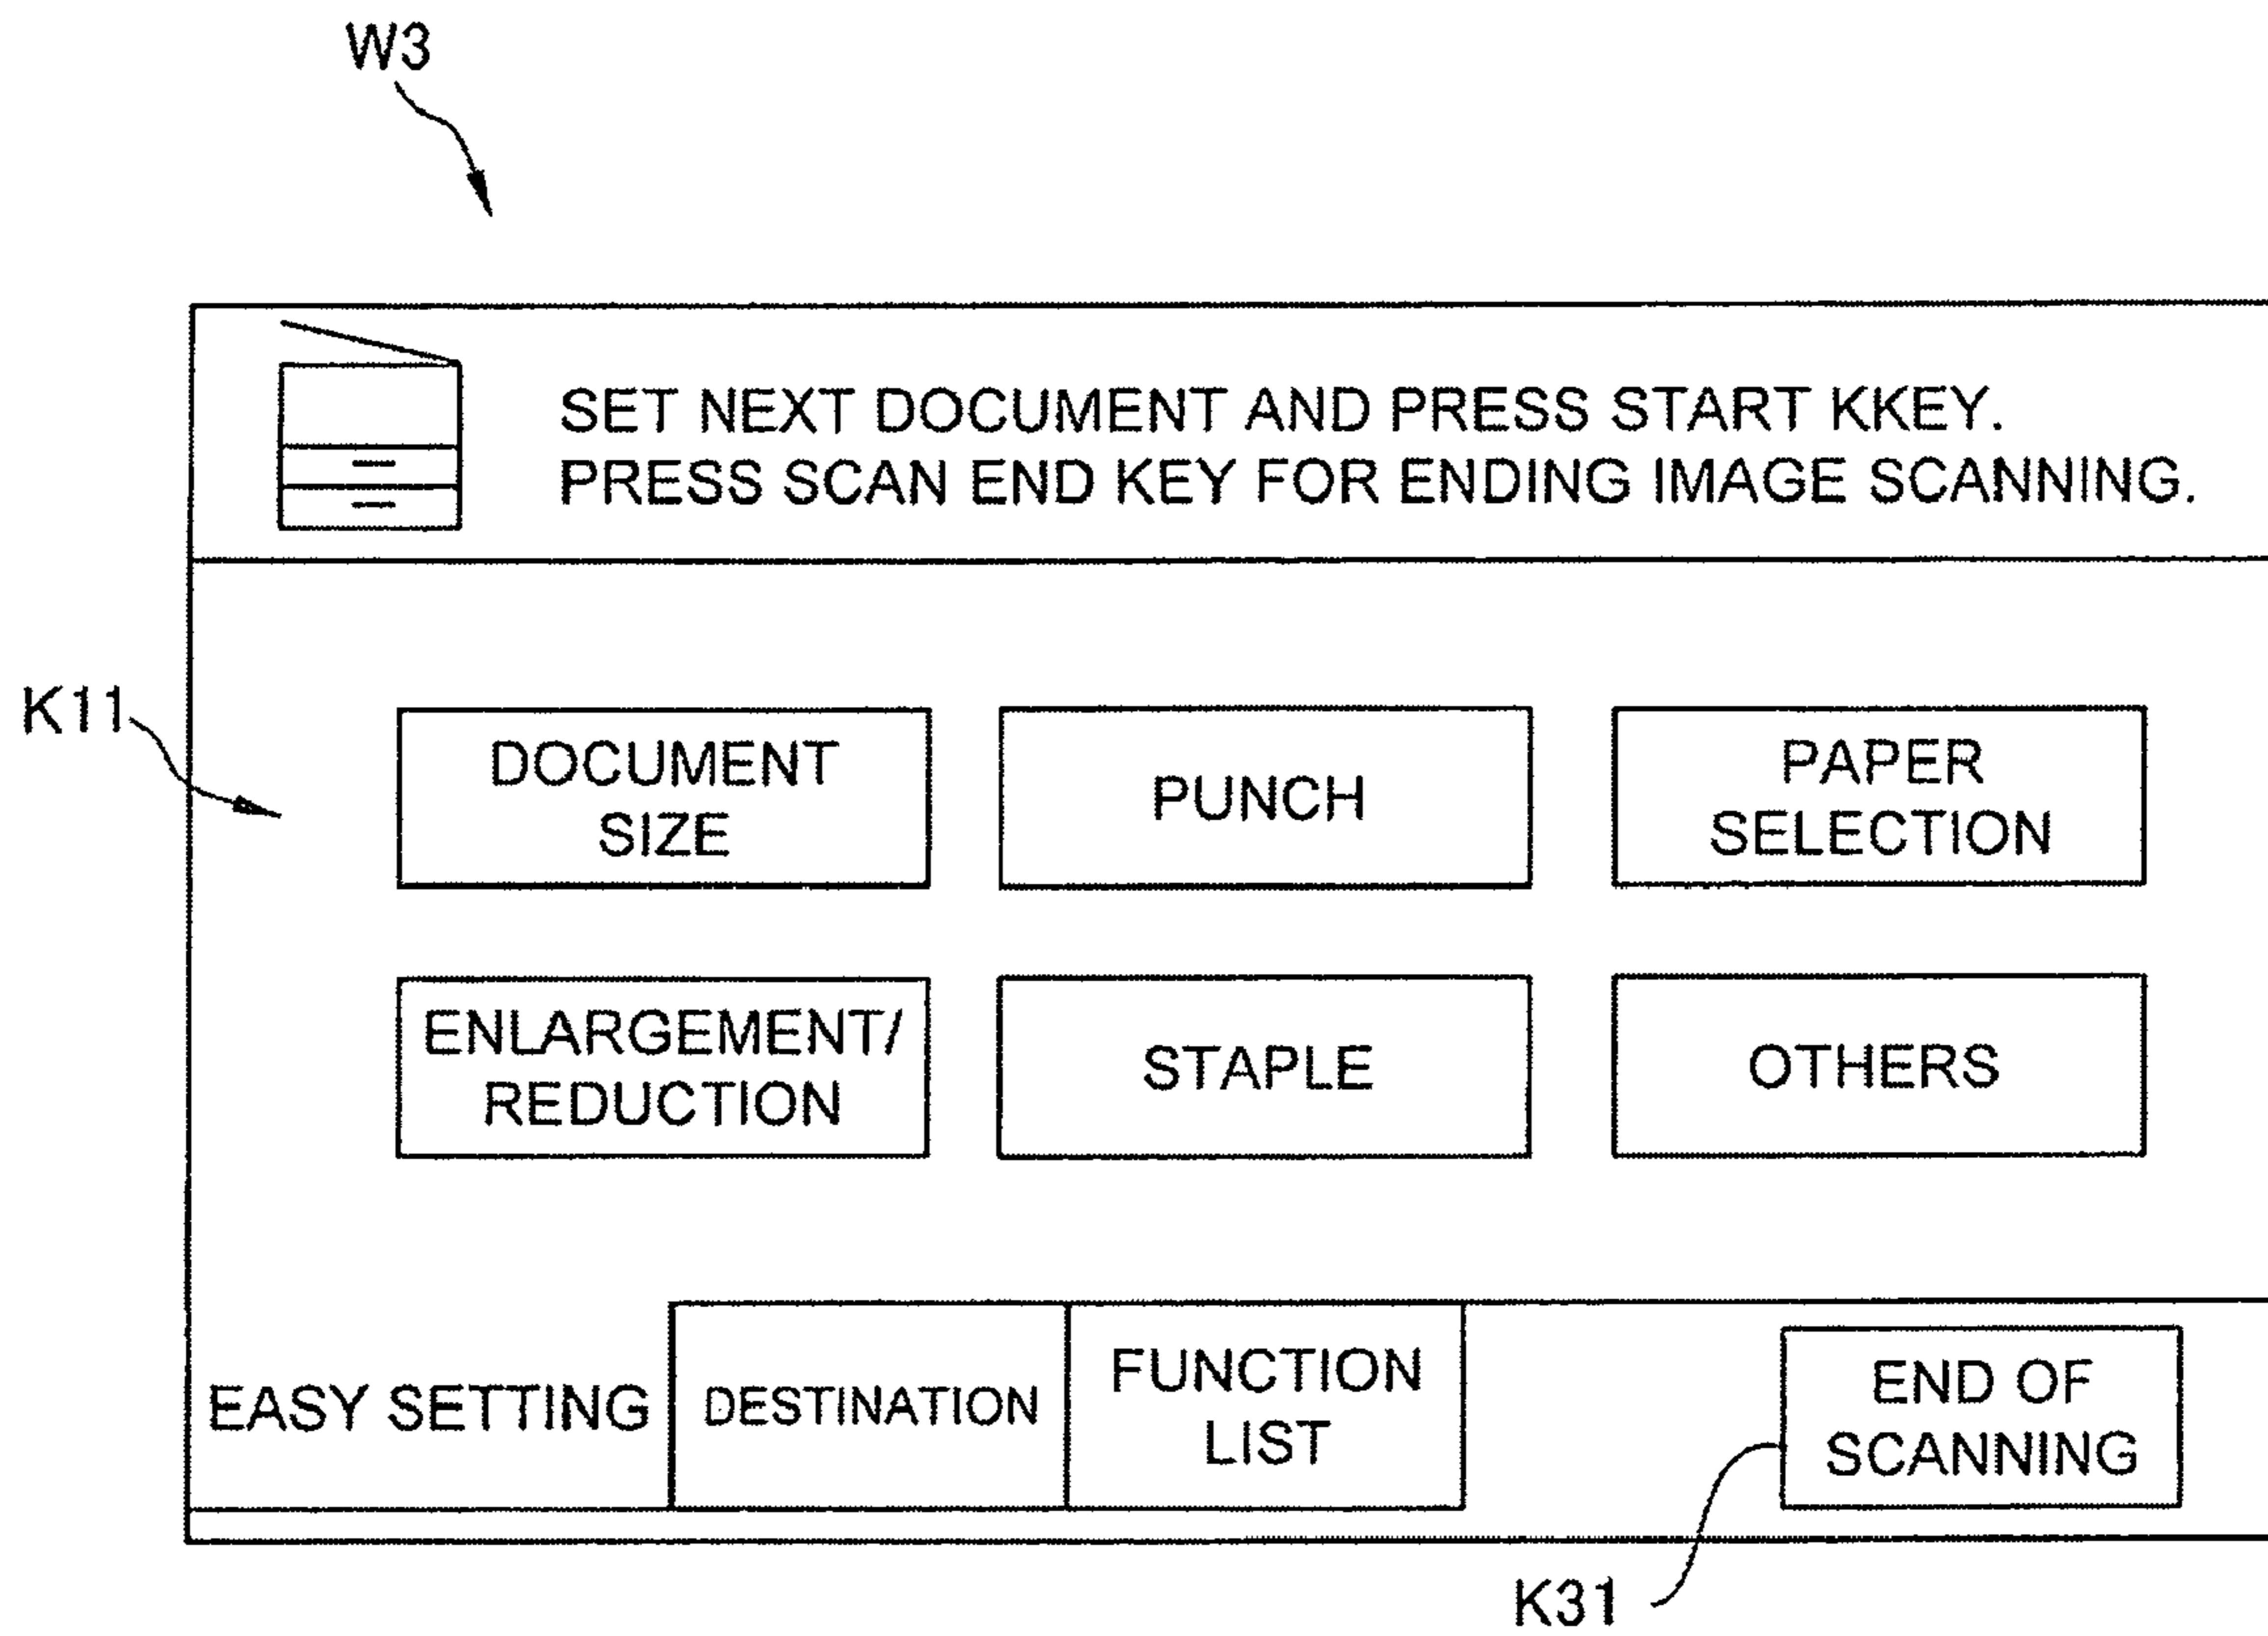 W3
SET NEXT DOCUMENT AND PRESS START KKEY.
PRESS SCAN END KEY FOR ENDING IMAGE SCANNING.
K11
DOCUMENT
SIZE
PUNCH
PAPER
SELECTION
ENLARGEMENT/
REDUCTION
STAPLE
OTHERS
EASY SETTING
DESTINATION
FUNCTION
LIST
END OF
SCANNING
K31